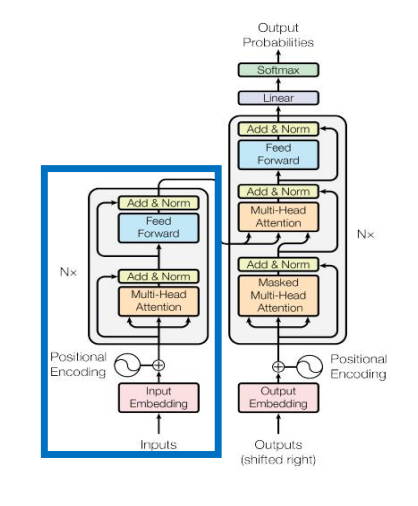 Output
Probabilities
Softmax
Linear
Add & Norm
Feed
Forward
Add & Norm
Multi-Head
Attention
Add & Norm
Masked
Multi-Head
Attention
N×
Positional
Encoding
Output
Embedding
Outputs
(shifted right)
Add & Norm
Feed
Forward
Add & Norm
Multi-Head
Attention
N×
Positional
Encoding
Input
Embedding
Inputs